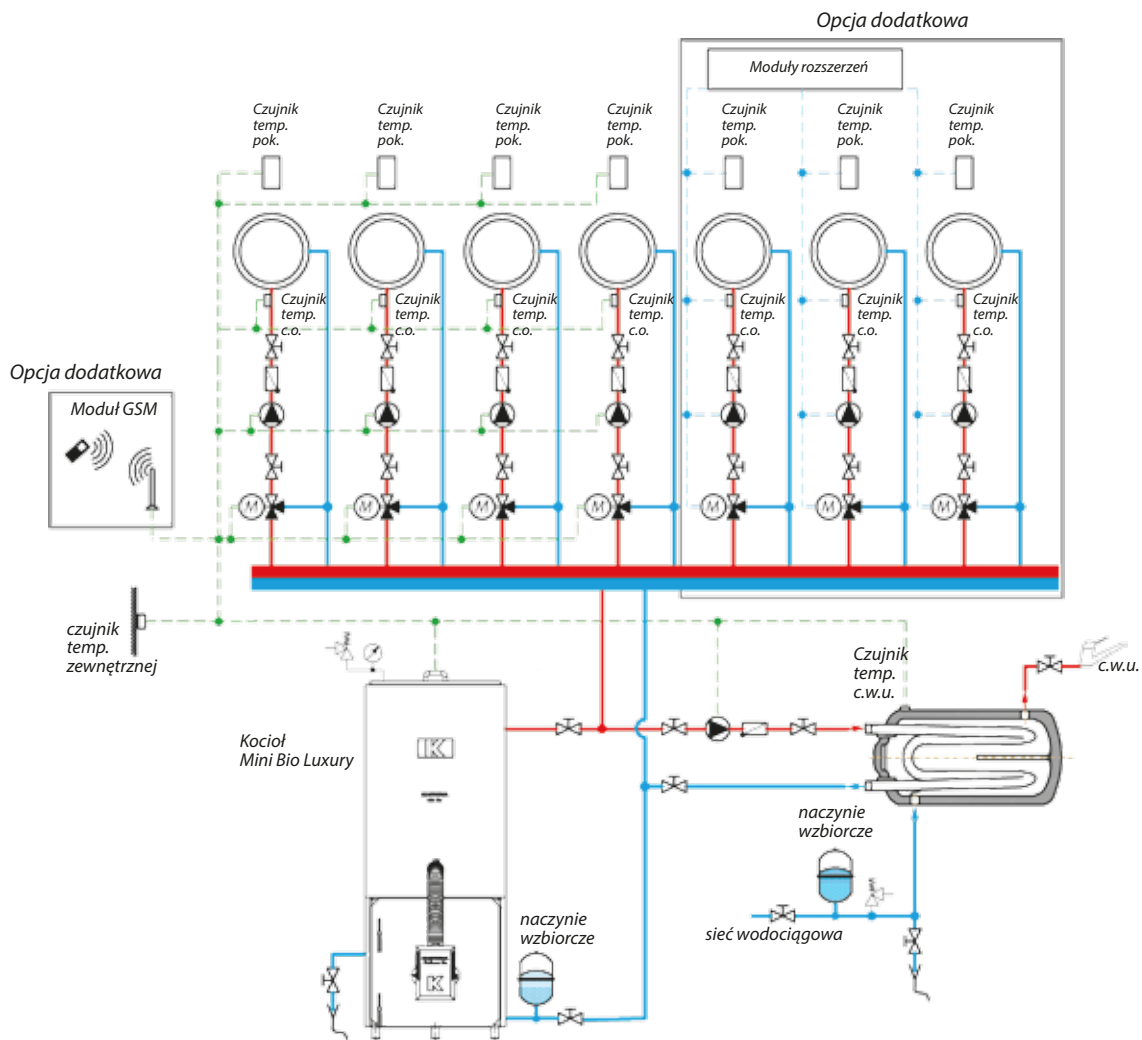 Opcja dodatkowa
Moduły rozszerzeń
Czujnik
temp.
pok.
Czujnik
temp.
pok.
Czujnik
temp.
pok.
Czujnik
temp.
pok.
Czujnik
temp.
pok.
Czujnik
temp.
pok.
Czujnik
temp.
pok.
Czujnik
temp.
c.o.
Czujnik
temp.
c.o.
Czujnik
temp.
c.o.
Czujnik
temp.
c.o.
Czujnik
temp.
c.o.
Czujnik
temp.
c.o.
Czujnik
temp.
c.o.
Opcja dodatkowa
Moduł GSM
M
M
M
M
M
M
M
czujnik
temp.
zewnętrznej
Czujnik
temp.
c.w.u.
c.w.u.
Kocioł
Mini Bio Luxury
K
K
naczynie
wzbiorcze
naczynie
wzbiorcze
sieć wodociągowa